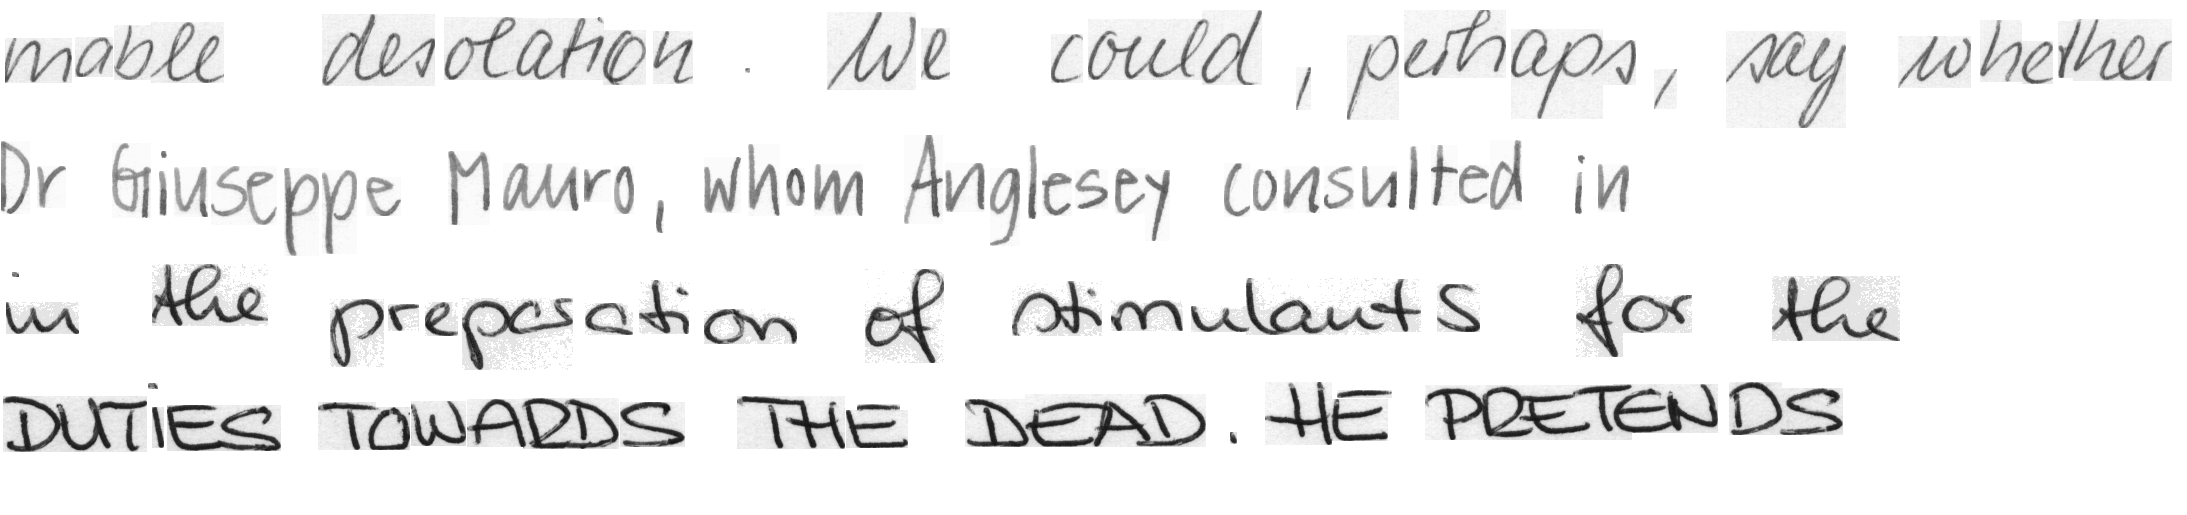 mable desolation. We could, perhaps, say whether
Dr Giuseppe Mauro, whom Anglesey consulted in
in the preparation of stimulants for the
DUTiES TOWARDS THE DEAD. HE PRETENDS